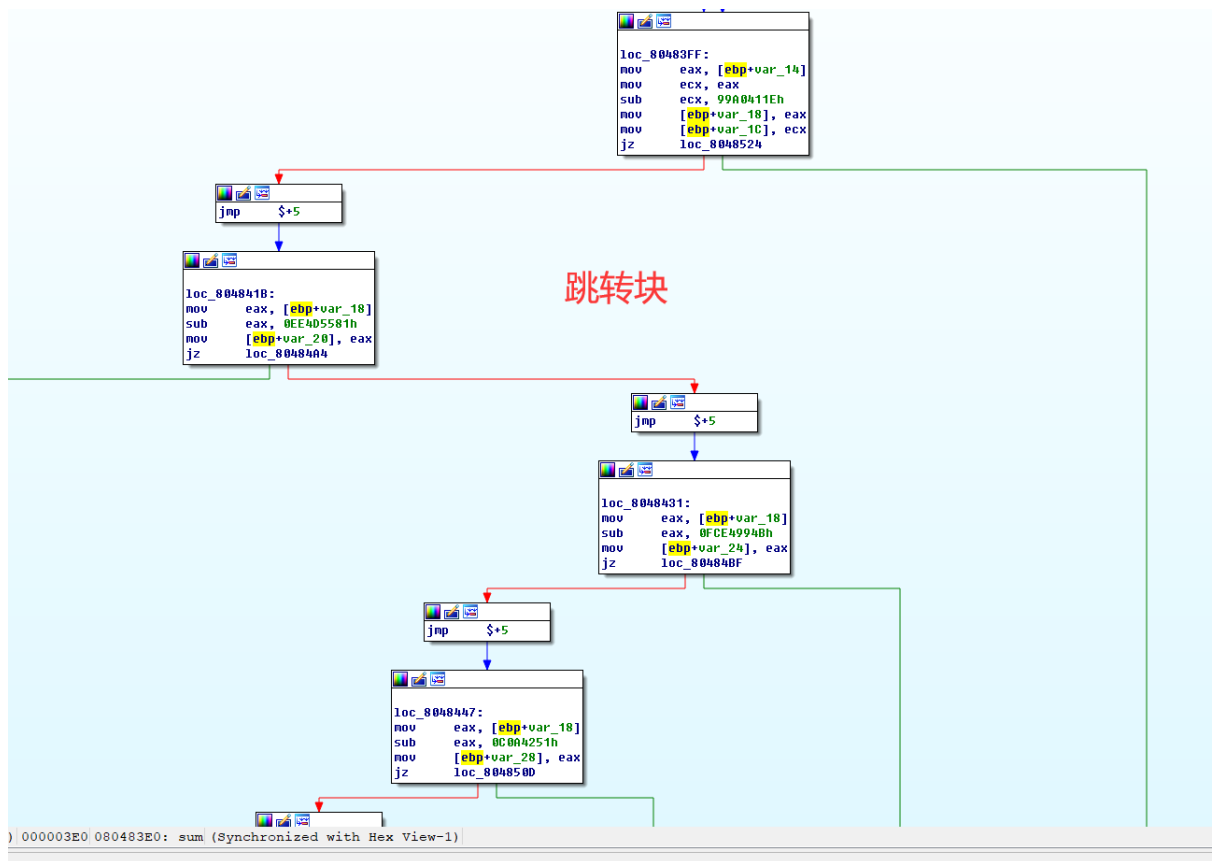 loc_80483FF:
mov eax, [ebp+var_14]
mov ecx, eax
sub ecx, 99A0411Eh
mov [ebp+var_18], eax
mov [ebp+var_1C], ecx
jz loc_8048524
jmp $+5
loc_804841B:
mov eax, [ebp+var_18]
sub eax, 0EE4D5581h
mov [ebp+var_20], eax
jz loc_80484A4
跳转块
jmp $+5
loc_8048431:
mov eax, [ebp+var_18]
sub eax, 0FCE4994Bh
mov [ebp+var_24], eax
jz loc_80484BF
jmp $+5
loc_8048447:
mov eax, [ebp+var_18]
sub eax, 0C0A4251h
mov [ebp+var_28], eax
jz loc_804850D
) 000003E0 080483E0: sum (Synchronized with Hex View-1)